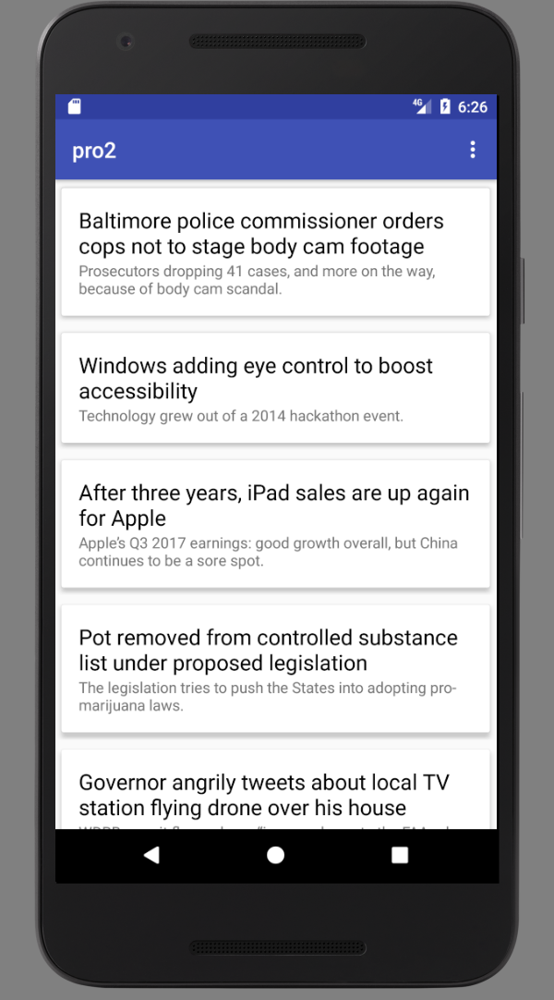 4G 6:26
pro2
Baltimore police commissioner orders
cops not to stage body cam footage
Prosecutors dropping 41 cases, and more on the way,
because of body cam scandal.
Windows adding eye control to boost
accessibility
Technology grew out of a 2014 hackathon event.
After three years, iPad sales are up again
for Apple
Apple’s Q3 2017 earnings: good growth overall, but China
continues to be a sore spot.
Pot removed from controlled substance
list under proposed legislation
The legislation tries to push the States into adopting pro-
marijuana laws.
Governor angrily tweets about local TV
station flying drone over his house